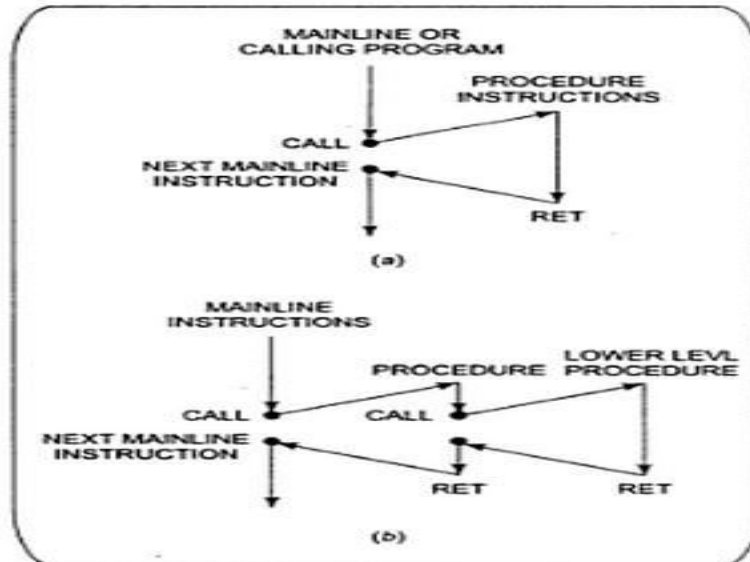 MAINLINE OR
CALLING PROGRAM
PROCEDURE
INSTRUCTIONS
CALL
NEXT MAINLINE
INSTRUCTION
RET
(a)
MAINLINE
INSTRUCTIONS
PROCEDURE
LOWER LEVL
PROCEDURE
CALL
CALL
NEXT MAINLINE
INSTRUCTION
RET
RET
(b)